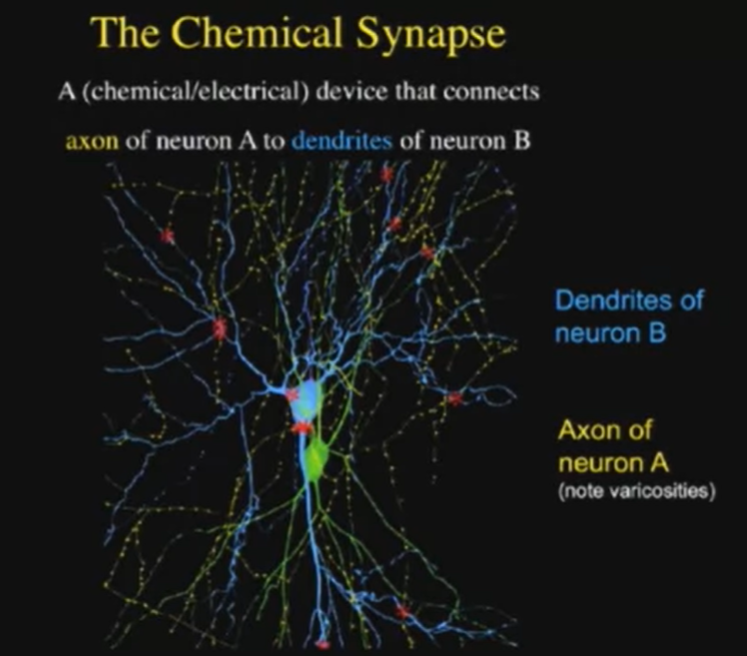 The Chemical Synapse
A (chemical/electrical) device that connects
axon of neuron A to dendrites of neuron B
Dendrites of
neuron B
Axon of
neuron A
(note varicosities)